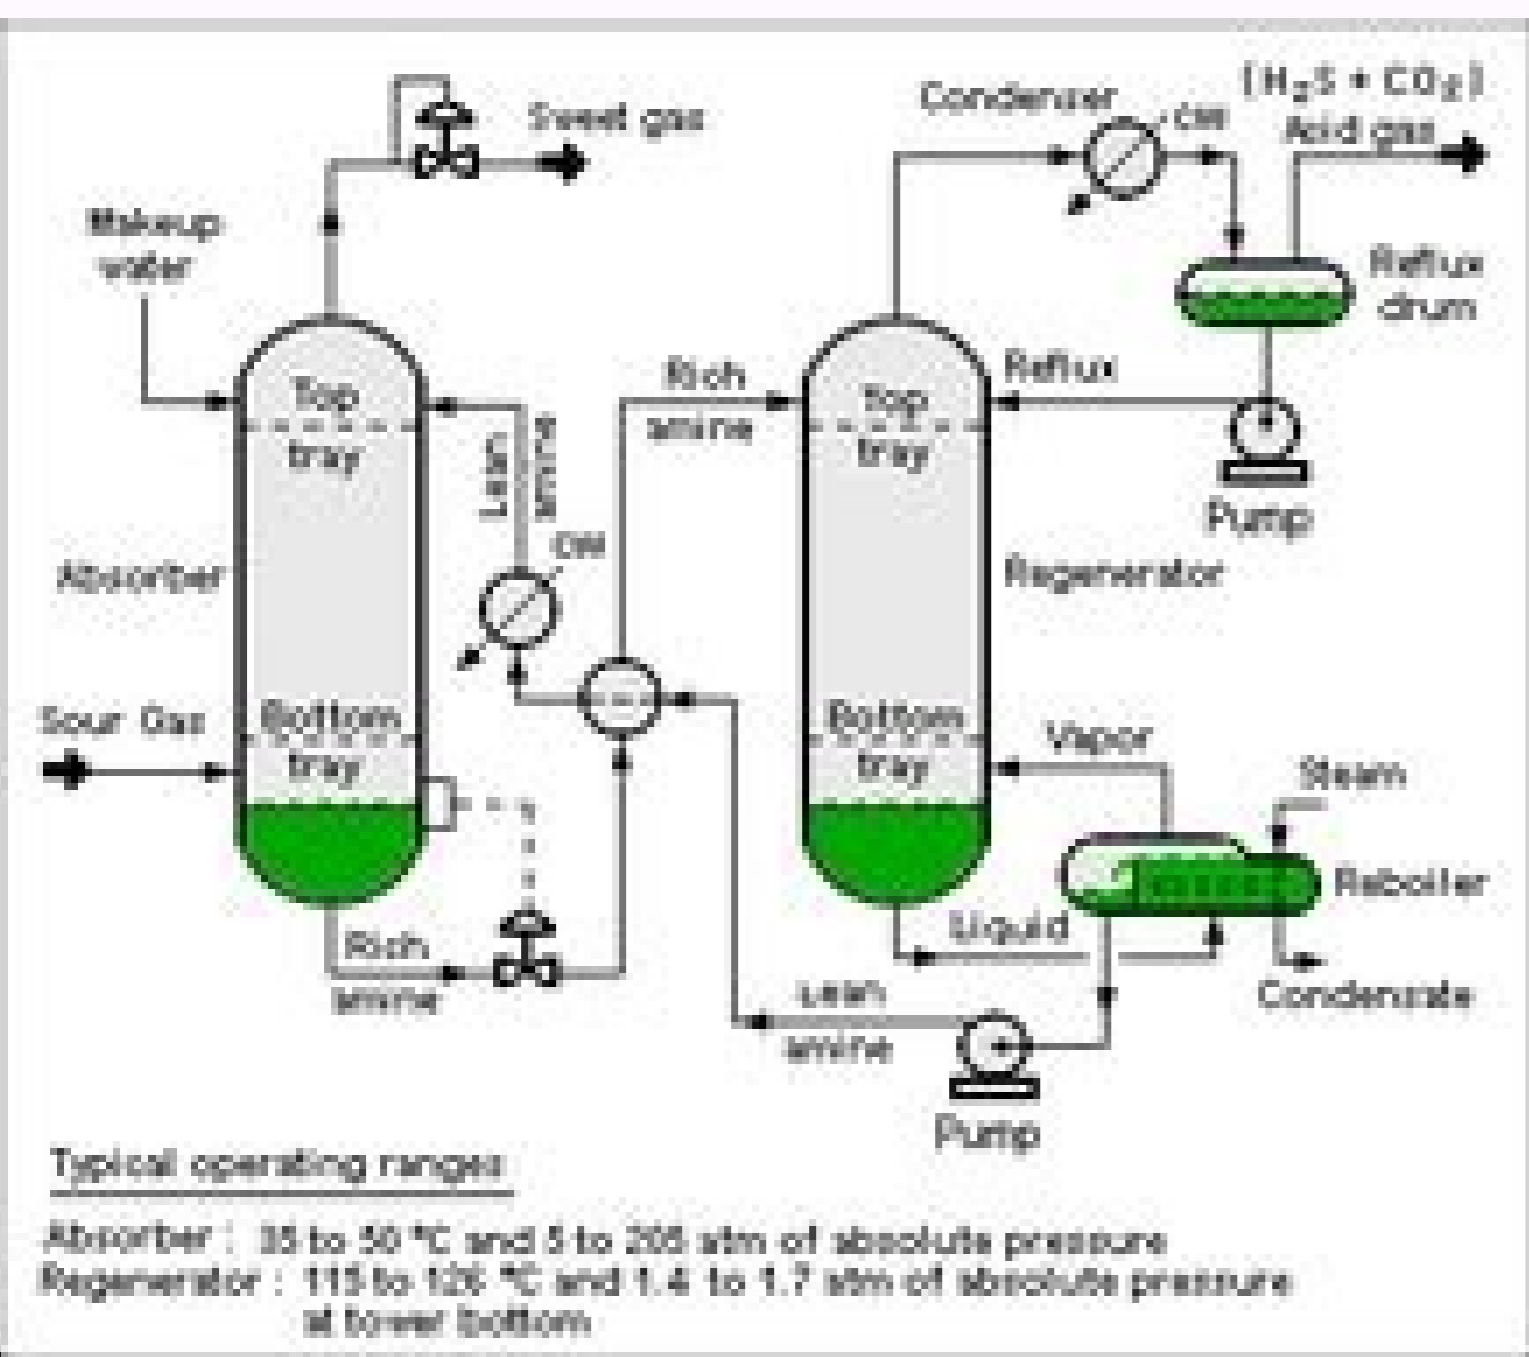 Sweet gas
Condenser
CW
(H₂S + CO₂)
Acid gas
Makeup
water
Reflux
drum
Top
tray
Lean
amine
Rich
amine
Top
tray
Reflux
Pump
CW
Absorber
Regenerator
Sour Gas
Bottom
tray
Bottom
tray
Vapor
Steam
Reboiler
Rich
amine
Liquid
Lean
amine
Condensate
Pump
Typical operating ranges
Absorber : 35 to 50 °C and 5 to 205 atm of absolute pressure
Regenerator : 115 to 126 °C and 1.4 to 1.7 atm of absolute pressure
at tower bottom